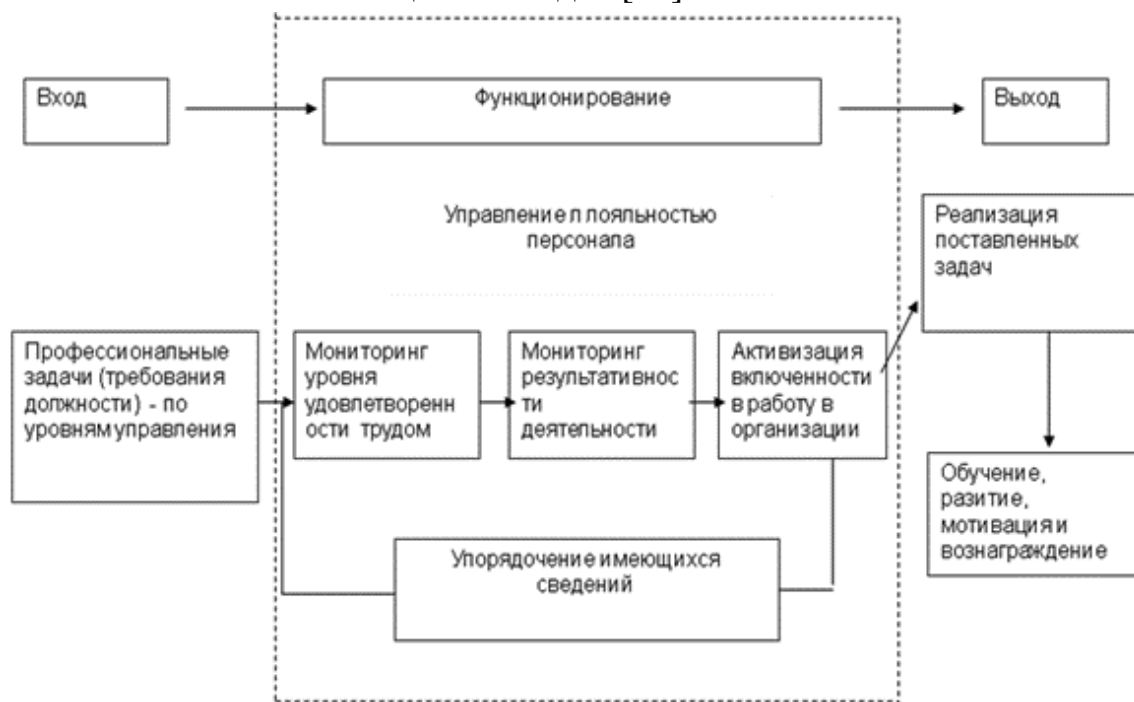 Вход
Функционирование
Выход
Управление л лояльностью
персонала
Реализация
поставленных
задач
Профессиональные
задачи (требования
должности) - по
уровням управления
Мониторинг
уровня
удовлетворенн
ости трудом
Мониторинг
результативнос
ти
деятельности
Активизация
включенности
в работу в
организации
Обучение,
разитие,
мотивация и
вознаграждение
Упорядочение имеющихся
сведений